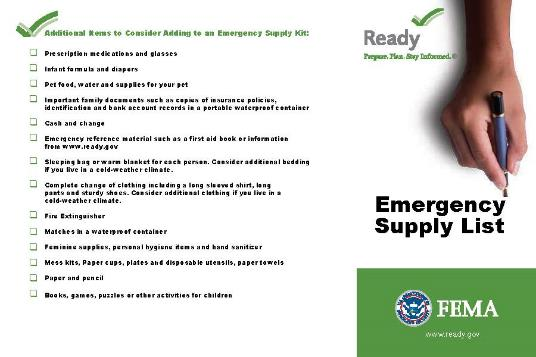 Additional Items to Consider Adding to an Emergency Supply Kit:
Prescription medications and glasses
Infant formula and diapers
Pet food, water and supplies for your pet
Important family documents such as copies of insurance policies,
identification and bank account records in a portable waterproof container
Cash and change
Emergency reference material such as a first aid book or information
from www.ready.gov
Sleeping bag or warm blanket for each person. Consider additional bedding
if you live in a cold-weather climate.
Complete change of clothing including a long sleeved shirt, long
pants and sturdy shoes. Consider additional clothing if you live in a
cold-weather climate.
Fire Extinguisher
Matches in a waterproof container
Feminine supplies, personal hygiene items and hand sanitizer
Mess kits, Paper cups, plates and disposable utensils, paper towels
Paper and pencil
Books, games, puzzles or other activities for children
Ready
Prepare. Plan. Stay Informed.®
Emergency
Supply List
FEMA
www.ready.gov